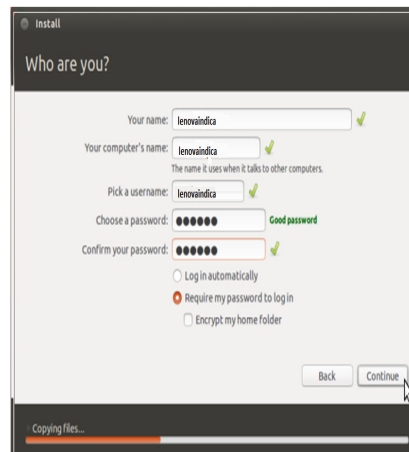 Install
Who are you?
Your name: lenovaindica
Your computer's name: lenovaindica
The name it uses when it talks to other computers.
Pick a username: lenovaindica
Choose a password: ●●●●●● Good password
Confirm your password: ●●●●●●
Log in automatically
Require my password to log in
Encrypt my home folder
Back Continue
Copying files...